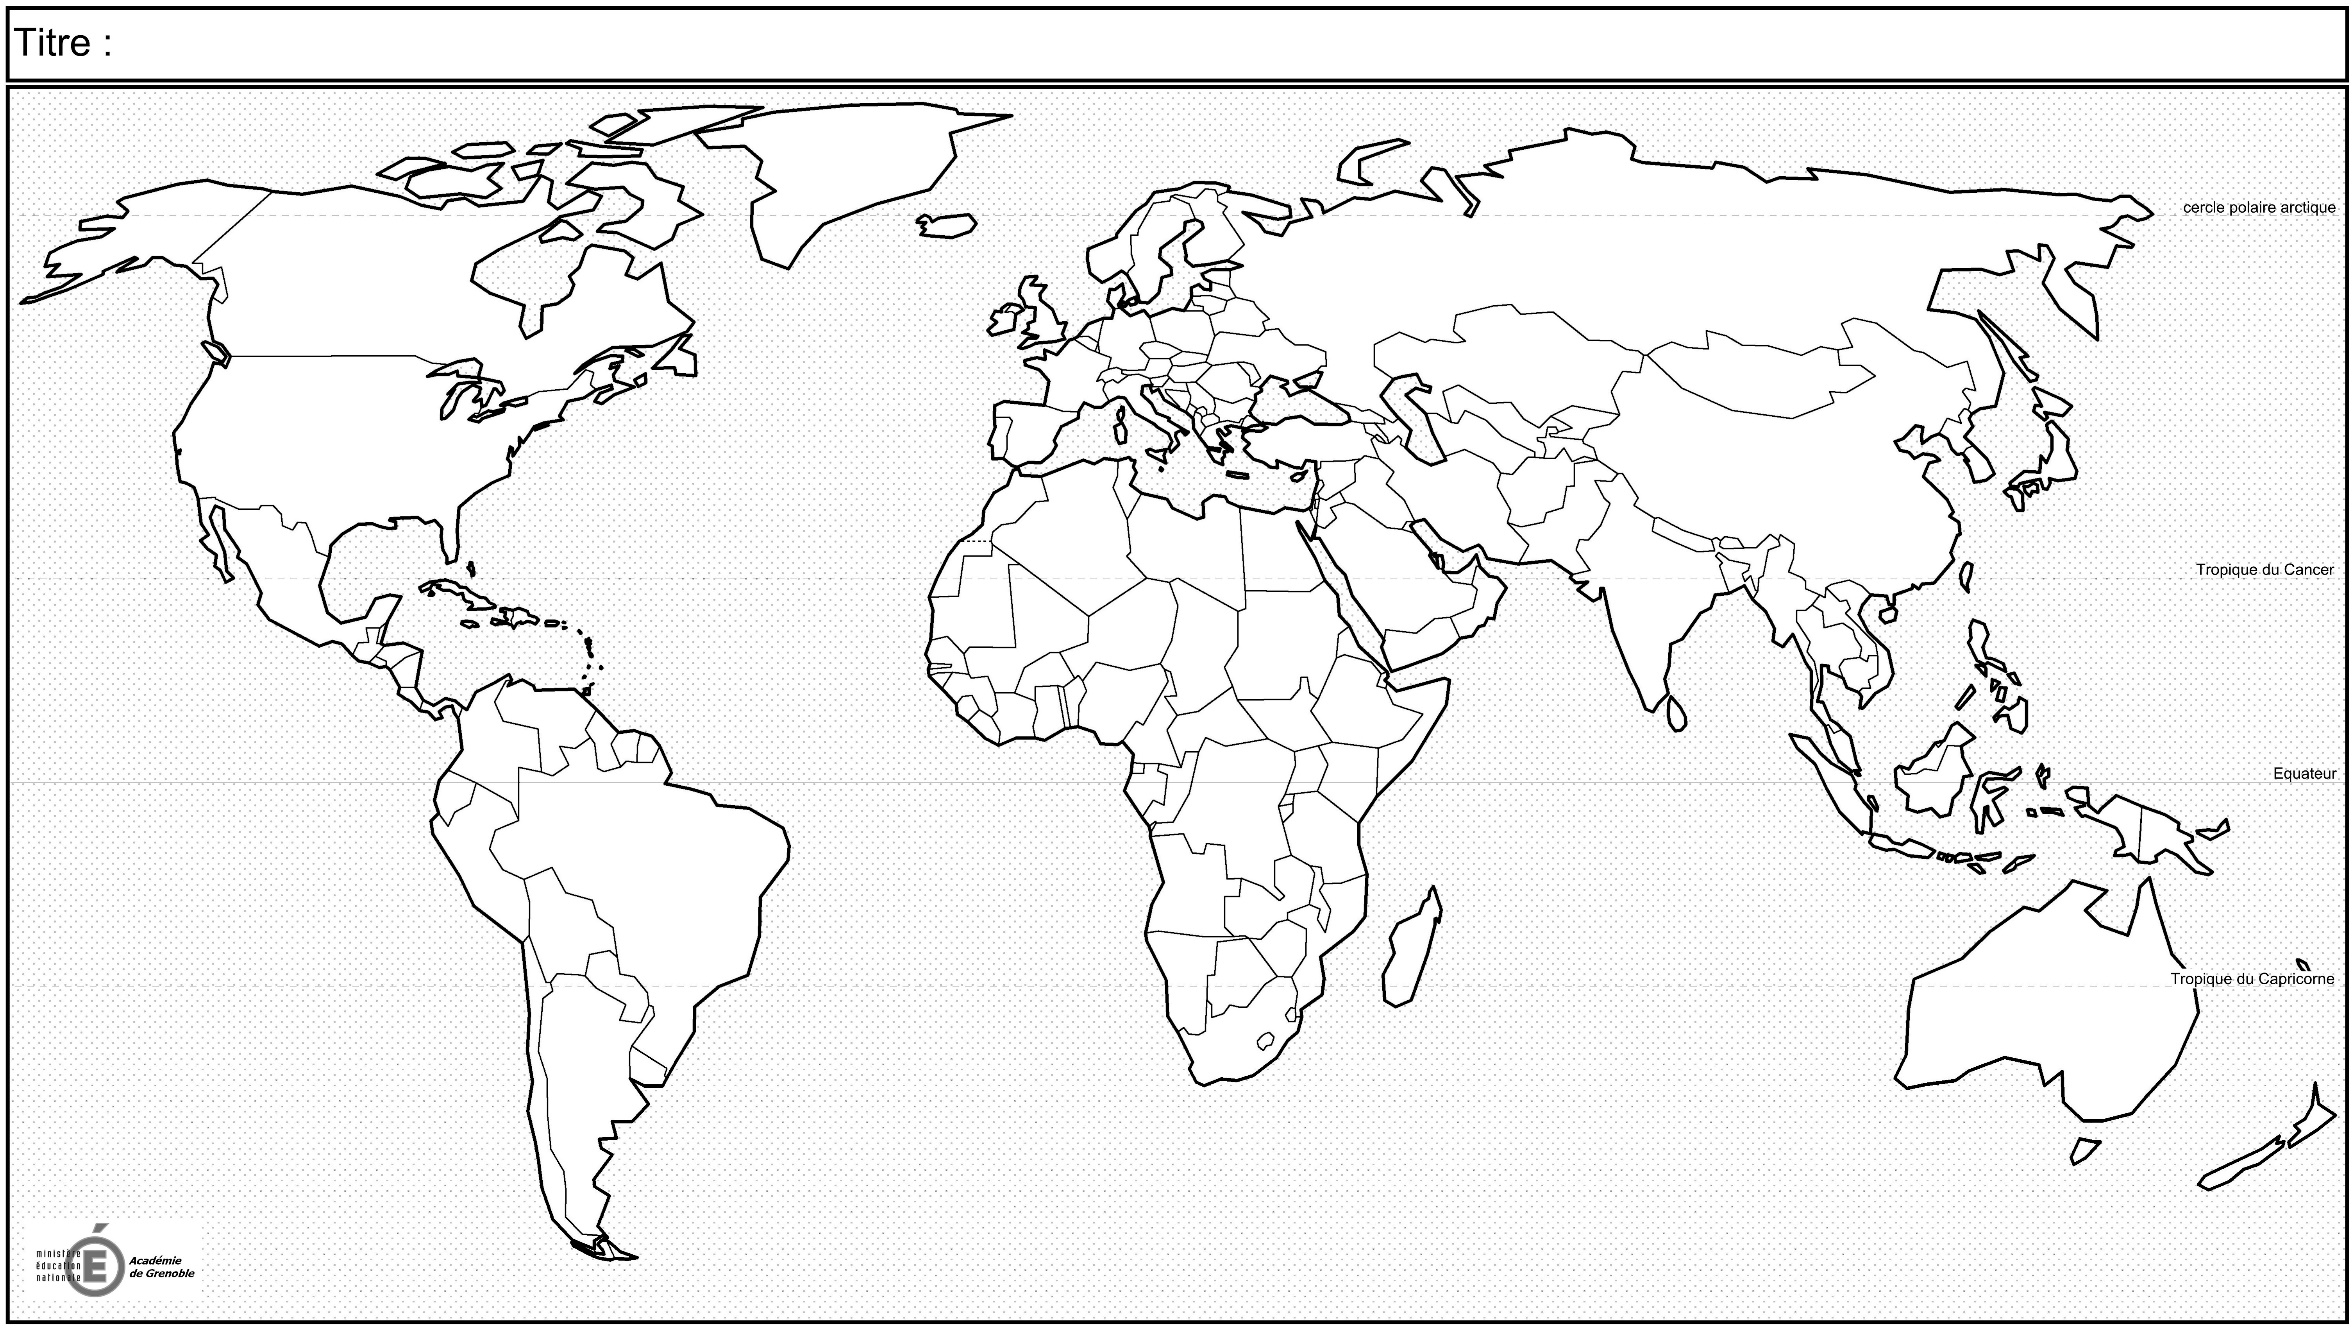 Titre :
cercle polaire arctique
Tropique du Cancer
Equateur
Tropique du Capricorne
ministère
éducation
nationale
É
Académie
de Grenoble